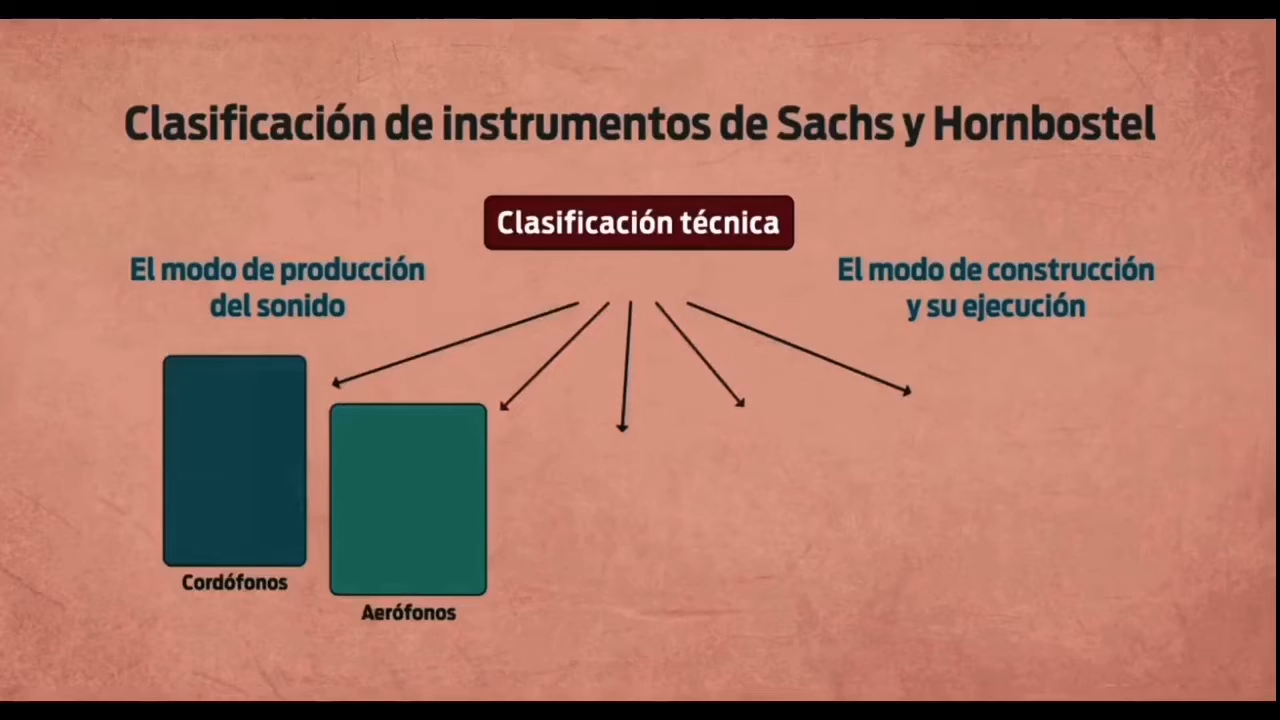 Clasificación de instrumentos de Sachs y Hornbostel
Clasificación técnica
El modo de producción
del sonido
El modo de construcción
y su ejecución
Cordófonos
Aerófonos